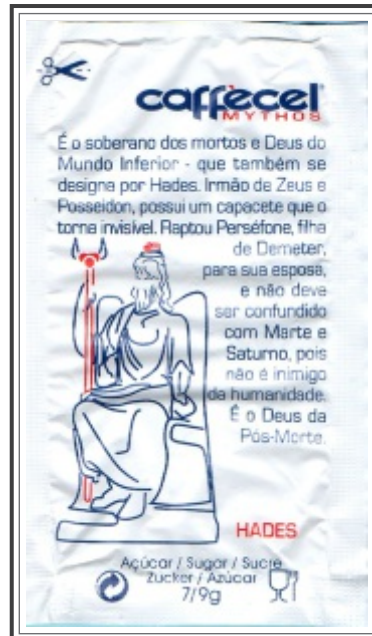 caffècel
MYTHOS
É o soberano dos mortos e Deus do
Mundo Inferior - que também se
designa por Hades. Irmão de Zeus e
Posseidon, possui um capacete que o
torna invisível. Raptou Perséfone, filha
de Demeter,
para sua esposa,
e não deve
ser confundido
com Marte e
Saturno, pois
não é inimigo
da humanidade.
É o Deus da
Pós-Morte.
HADES
Açúcar / Sugar / Sucre
Zucker / Azúcar
7/9g